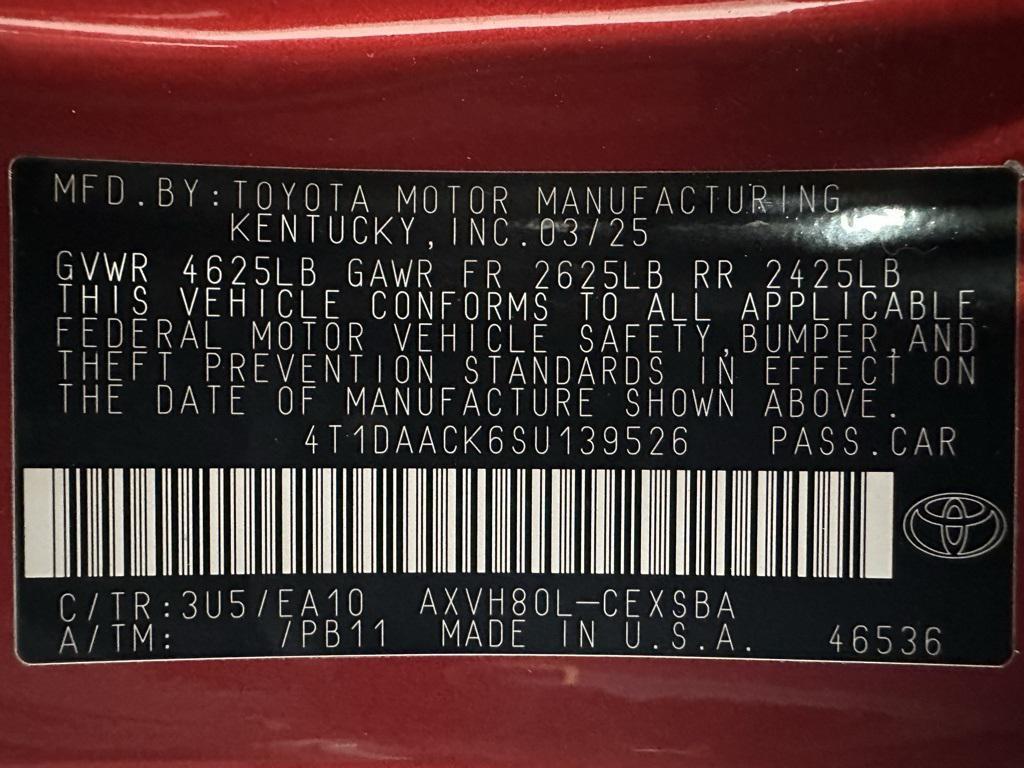 MFD.BY:TOYOTA MOTOR MANUFACTURING
KENTUCKY,INC.03/25
GVWR 4625LB GAWR FR 2625LB RR 2425LB
THIS VEHICLE CONFORMS TO ALL APPLICABLE
FEDERAL MOTOR VEHICLE SAFETY,BUMPER,AND
THEFT PREVENTION STANDARDS IN EFFECT ON
THE DATE OF MANUFACTURE SHOWN ABOVE.
4T1DAACK6SU139526 PASS.CAR
C/TR:3U5/EA10 AXVH80L-CEXSBA
A/TM: /PB11 MADE IN U.S.A. 46536